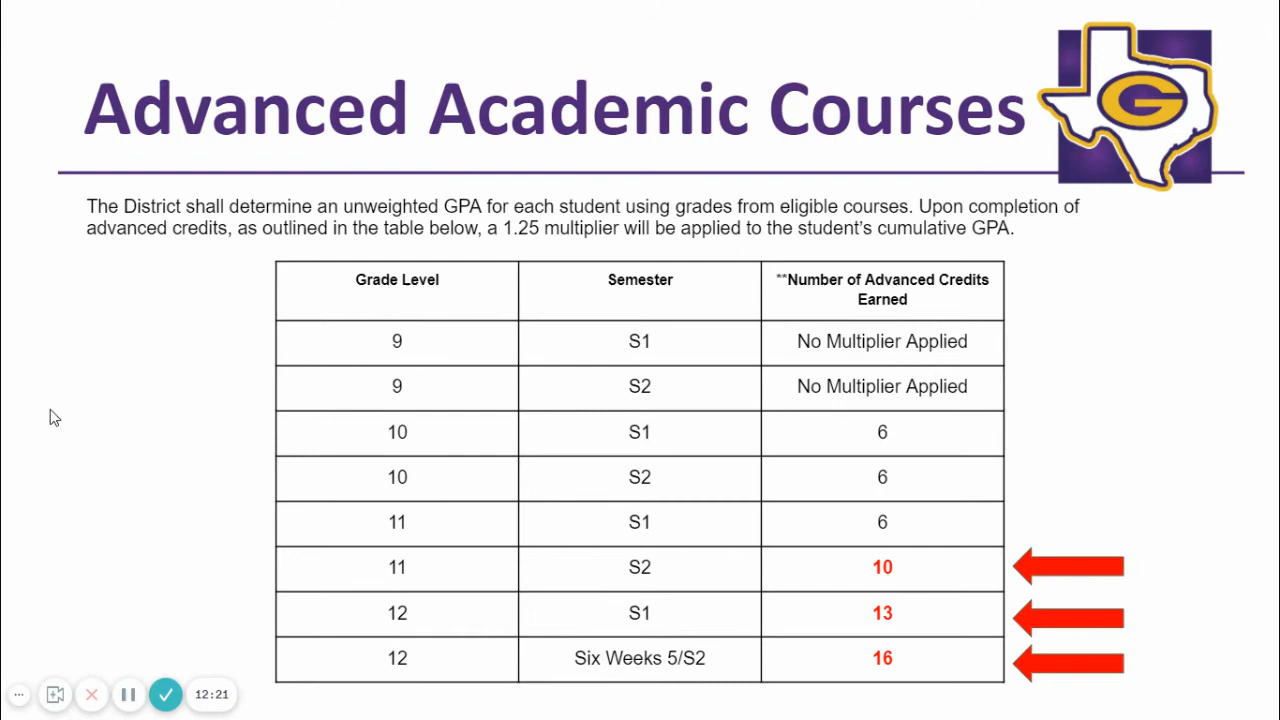 Advanced Academic Courses
G
The District shall determine an unweighted GPA for each student using grades from eligible courses. Upon completion of
advanced credits, as outlined in the table below, a 1.25 multiplier will be applied to the student's cumulative GPA.
Grade Level Semester **Number of Advanced Credits
Earned
9 S1 No Multiplier Applied
9 S2 No Multiplier Applied
10 S1 6
10 S2 6
11 S1 6
11 S2 10
12 S1 13
12 Six Weeks 5/S2 16
12:21